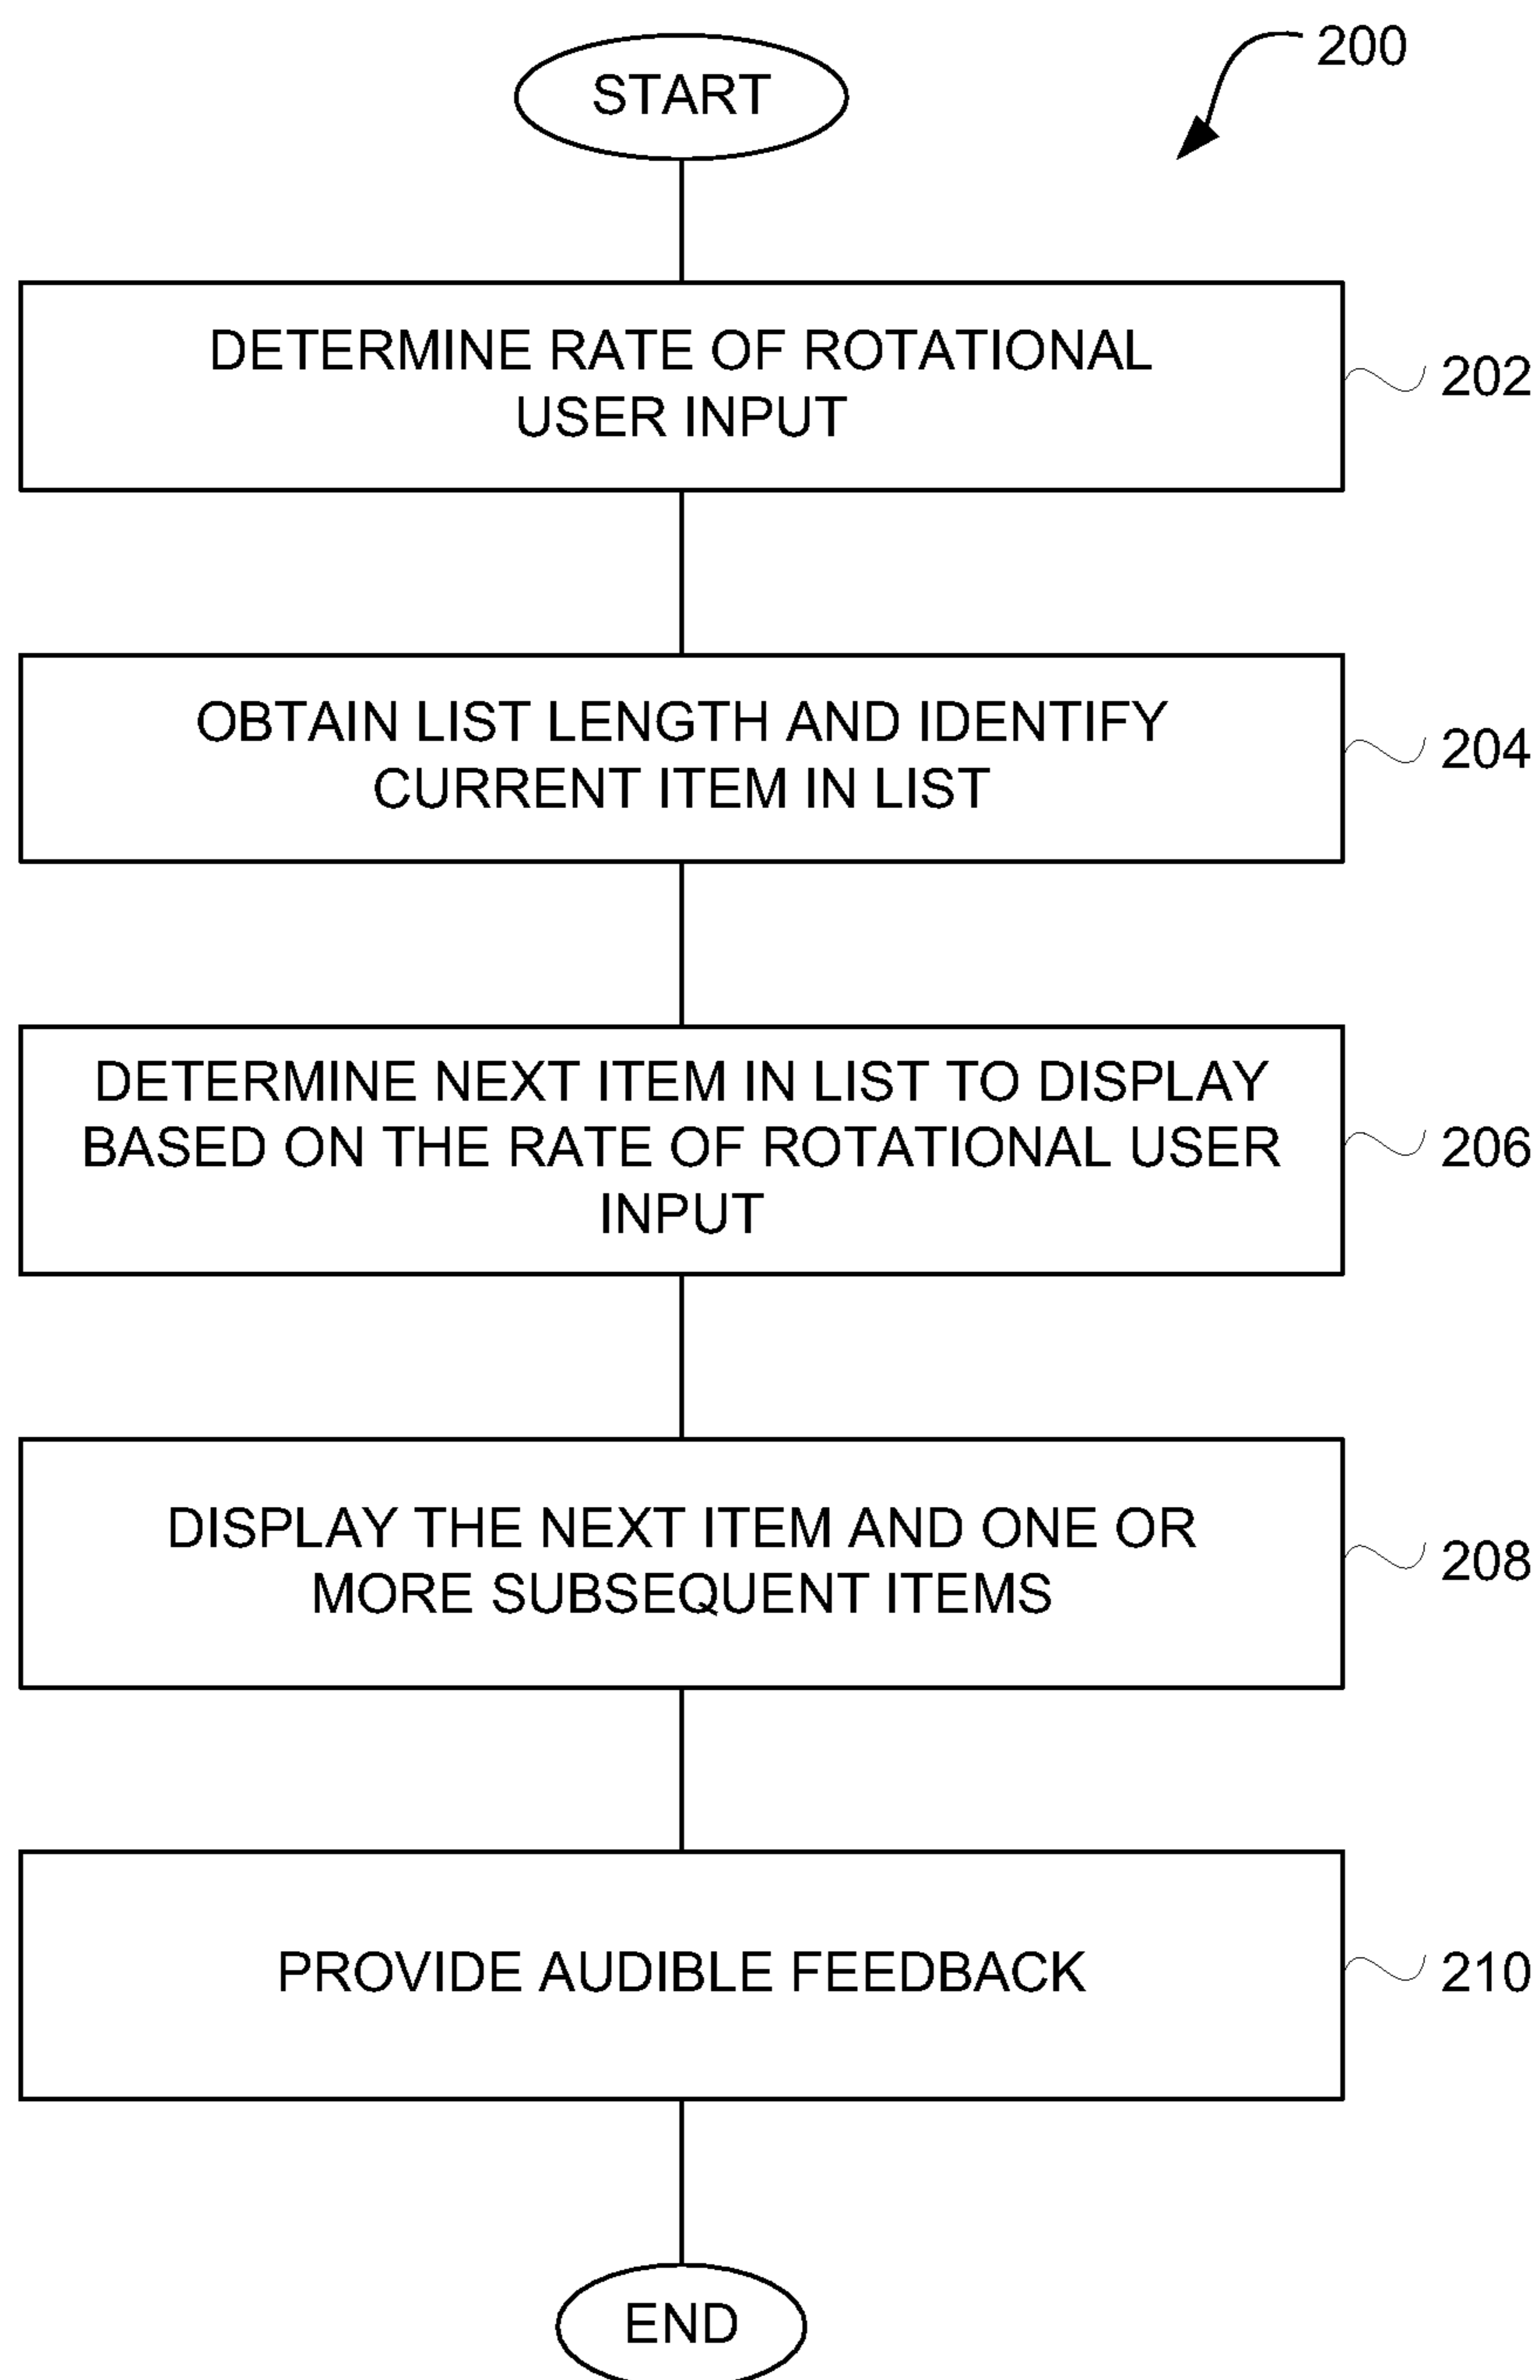 200
START
DETERMINE RATE OF ROTATIONAL
USER INPUT
202
OBTAIN LIST LENGTH AND IDENTIFY
CURRENT ITEM IN LIST
204
DETERMINE NEXT ITEM IN LIST TO DISPLAY
BASED ON THE RATE OF ROTATIONAL USER
INPUT
206
DISPLAY THE NEXT ITEM AND ONE OR
MORE SUBSEQUENT ITEMS
208
PROVIDE AUDIBLE FEEDBACK
210
END